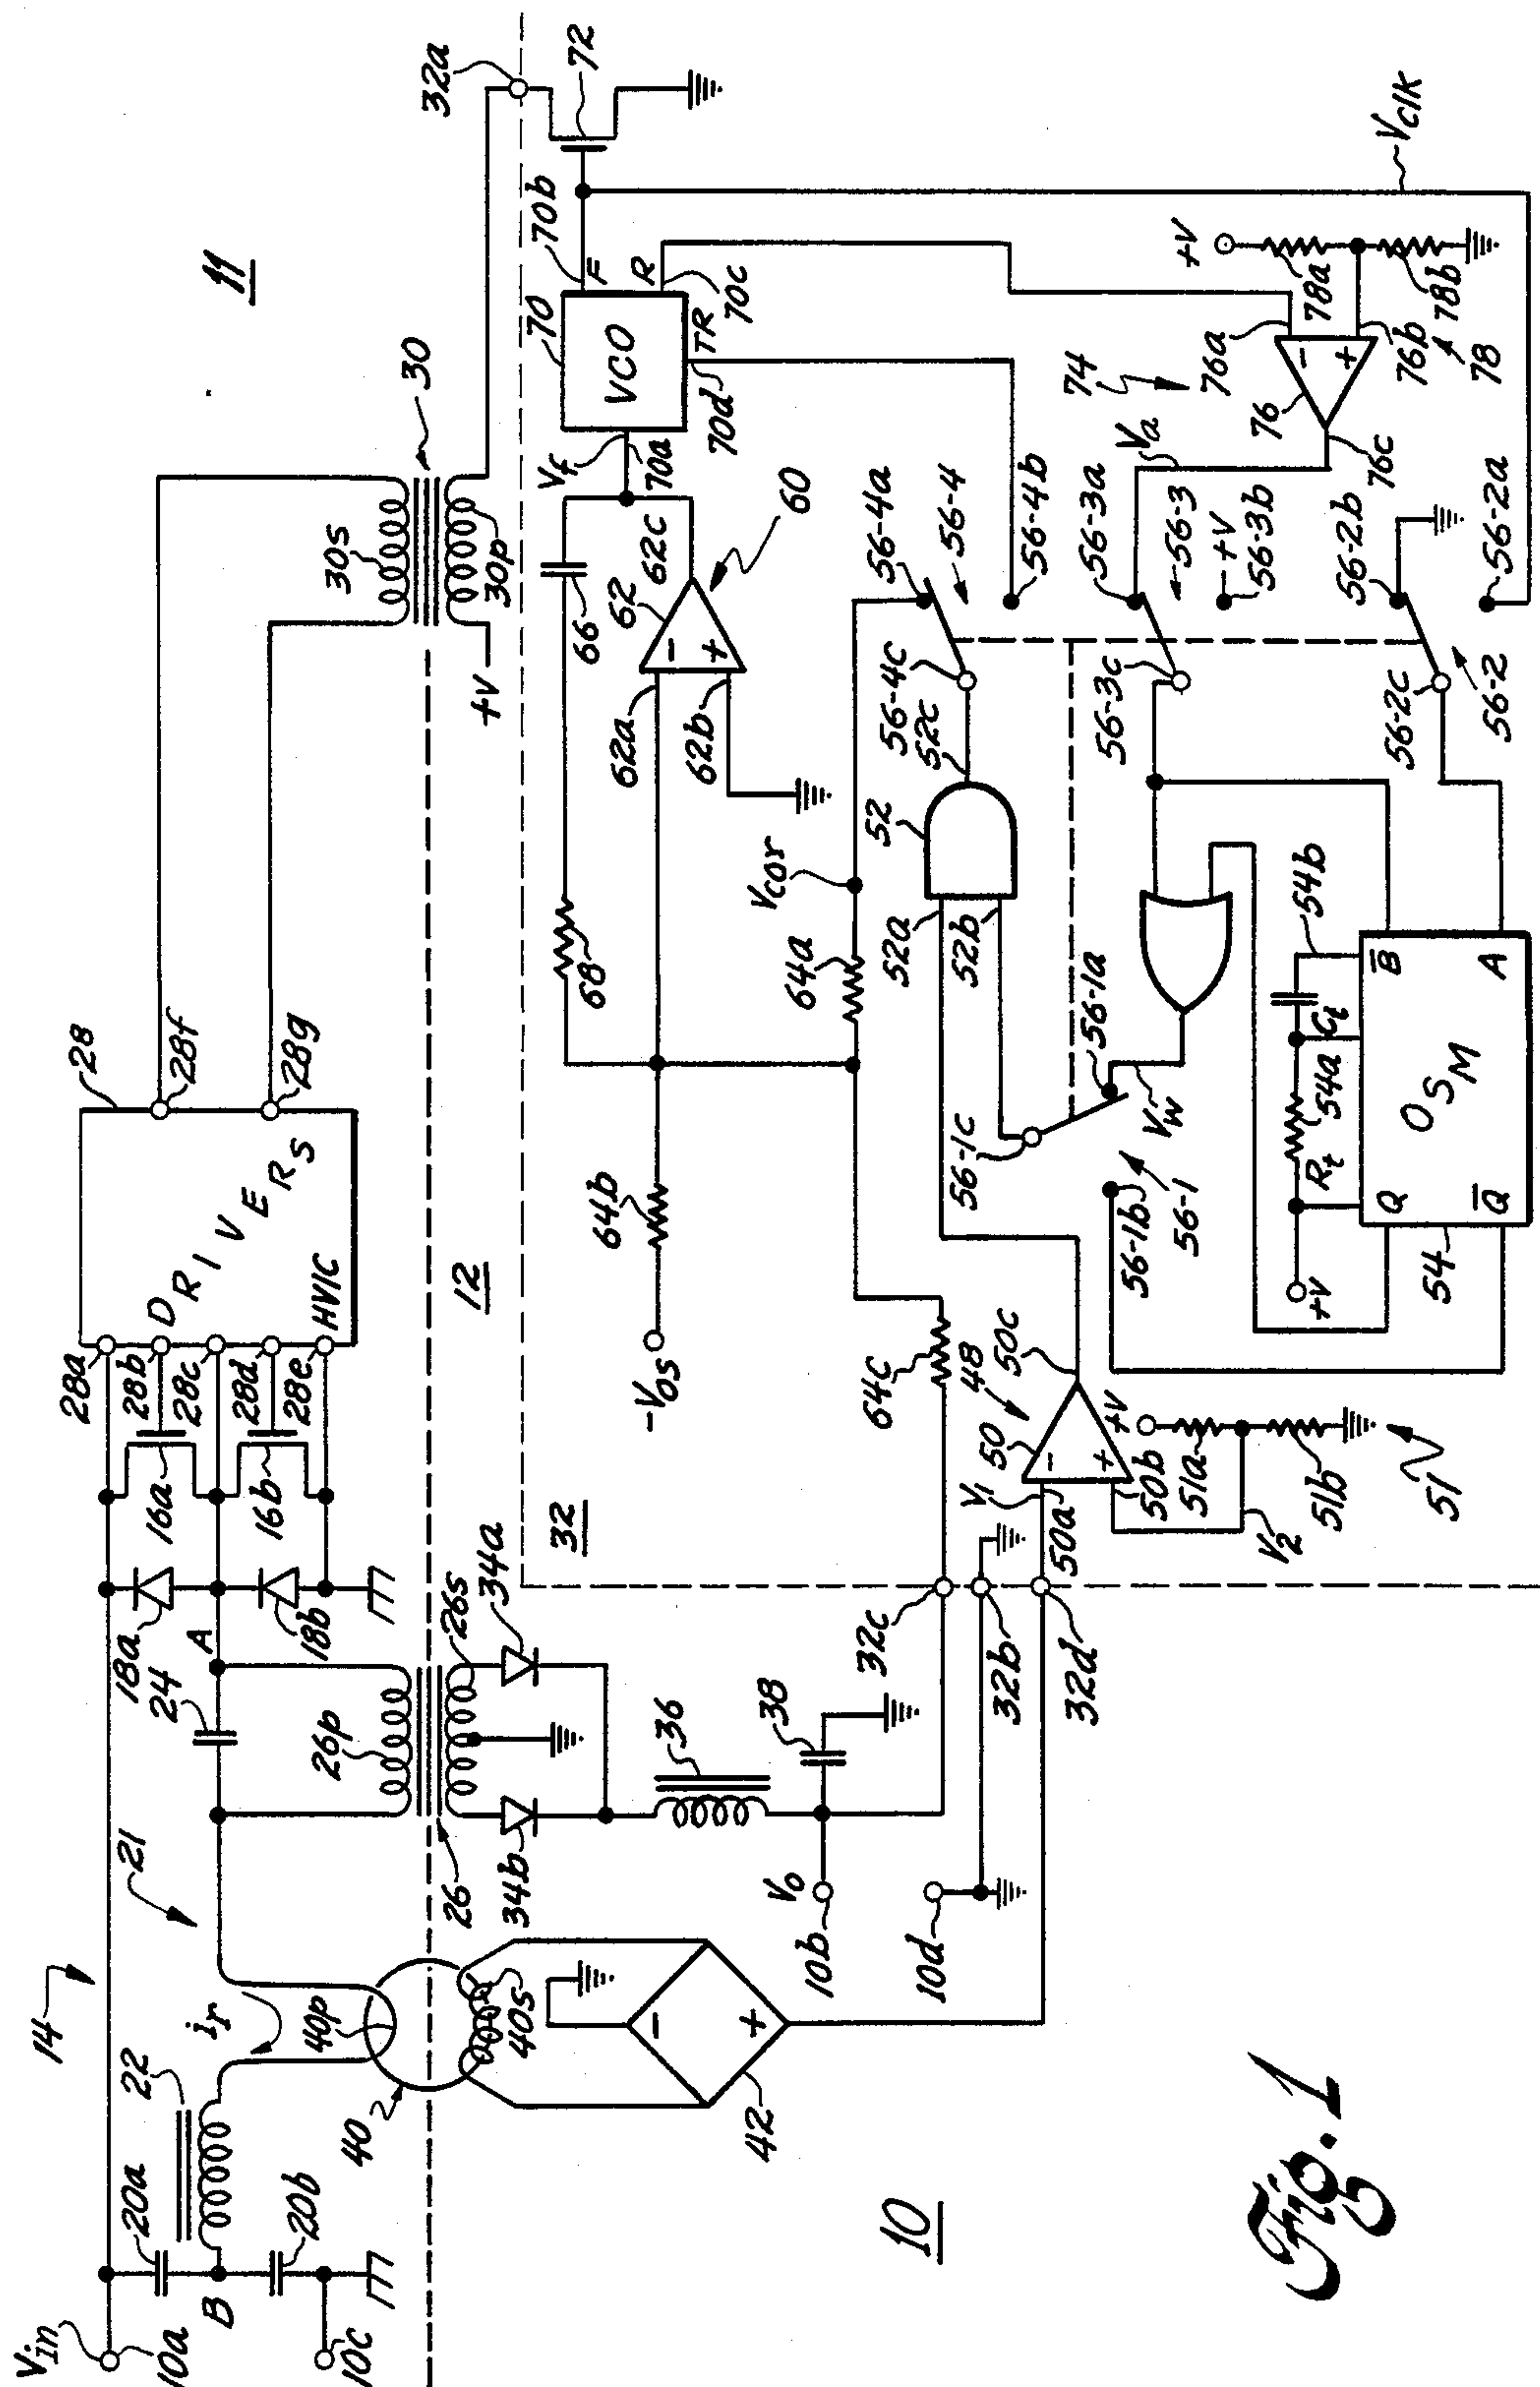 Vin
10a
10c
14
20a
20b
B
22
ir
40p
40
40s
42
21
24
A
26p
26s
26
34a
34b
36
38
Vo
10b
10d
18a
18b
16a
16b
28a
28b
28c
28d
28e
28
DRIVERS
HVIC
28f
28g
11
12
30s
30p
30
+V
32a
72
32
32c
32b
32d
-Vos
64b
64a
64c
68
66
62a
62b
62
-
+
62c
60
Vf
70a
70
VCO
F
70b
R
70c
TR
70d
Vcor
48
V1
50a
50
-
+
50b
50c
+V
51a
51b
V2
51
52a
52b
52
52c
56-4c
56-4a
56-4
56-4b
56-1c
56-1a
56-1b
56-1
Vw
56-3c
56-3a
56-3
+V
56-3b
Va
74
76
76a
-
+
76b
76c
+V
78a
78b
78
56-2c
56-2b
56-2
56-2a
Vclk
54
OSM
Q
Q̅
B̅
A
+V
Rt
54a
Ct
54b
10
Fig. 1